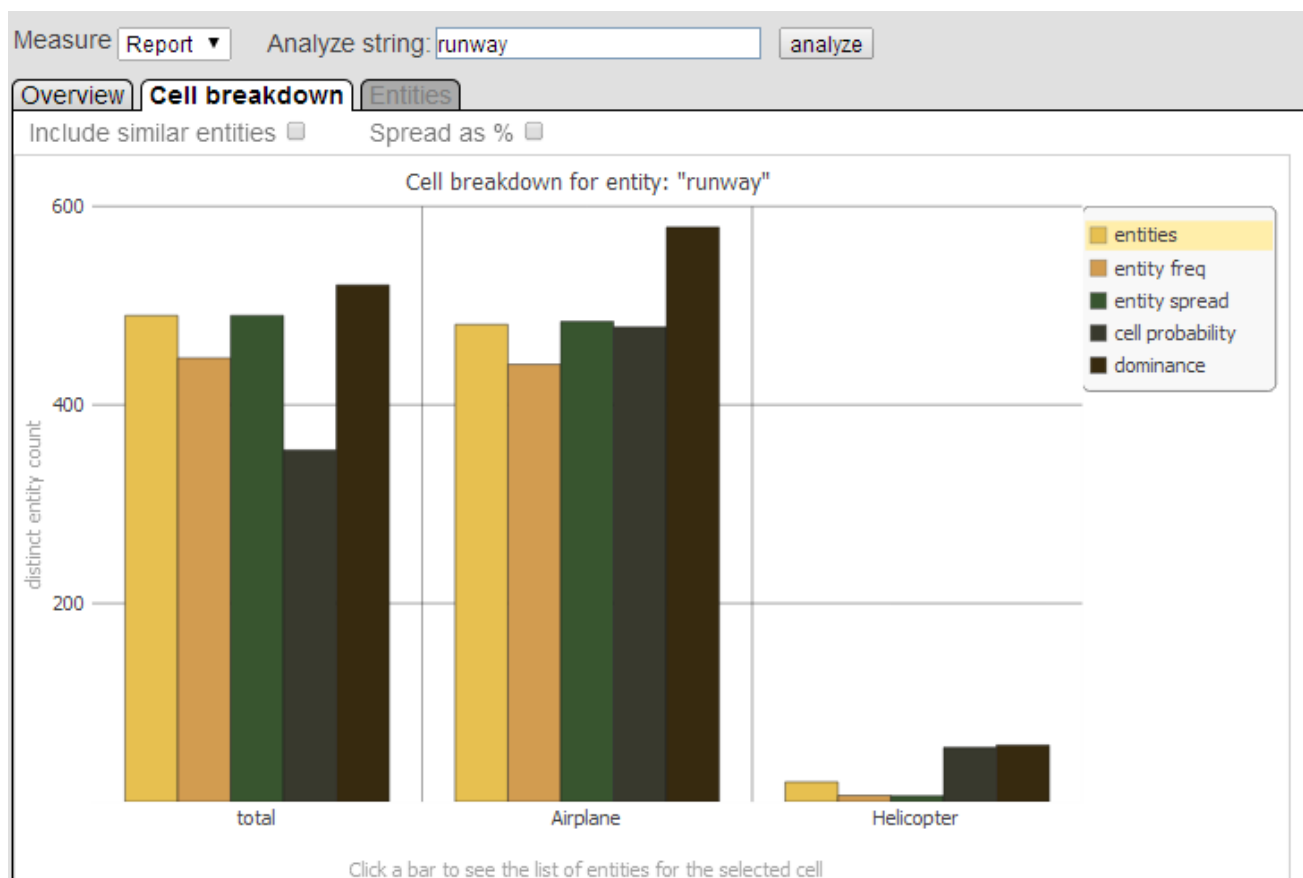 Measure Report ▼ Analyze string: runway analyze
Overview Cell breakdown Entities
Include similar entities Spread as %
Cell breakdown for entity: "runway"
600
400
200
distinct entity count
entities
entity freq
entity spread
cell probability
dominance
total Airplane Helicopter
Click a bar to see the list of entities for the selected cell